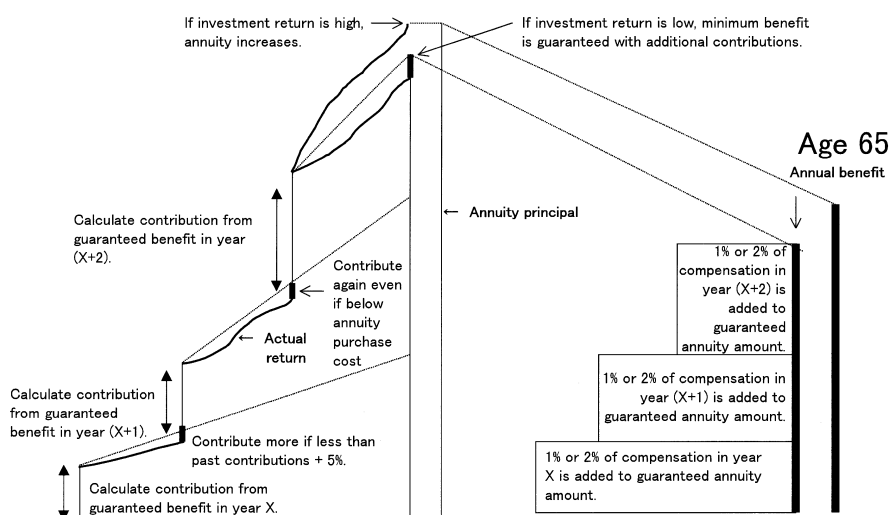 If investment return is high,
annuity increases.
If investment return is low, minimum benefit
is guaranteed with additional contributions.
Age 65
Annual benefit
Calculate contribution from
guaranteed benefit in year
(X+2).
Annuity principal
Contribute
again even
if below
annuity
purchase
cost
Actual
return
1% or 2% of
compensation in
year (X+2) is
added to
guaranteed
annuity amount.
Calculate contribution
from guaranteed
benefit in year (X+1).
1% or 2% of compensation in
year (X+1) is added to
guaranteed annuity amount.
Contribute more if less than
past contributions + 5%.
1% or 2% of compensation in year
X is added to guaranteed annuity
amount.
Calculate contribution from
guaranteed benefit in year X.